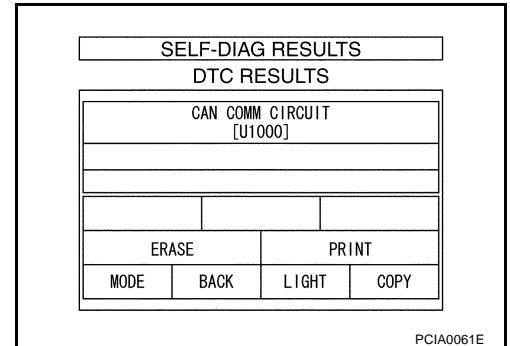 SELF-DIAG RESULTS
DTC RESULTS
CAN COMM CIRCUIT
[U1000]
ERASE PRINT
MODE BACK LIGHT COPY
PCIA0061E